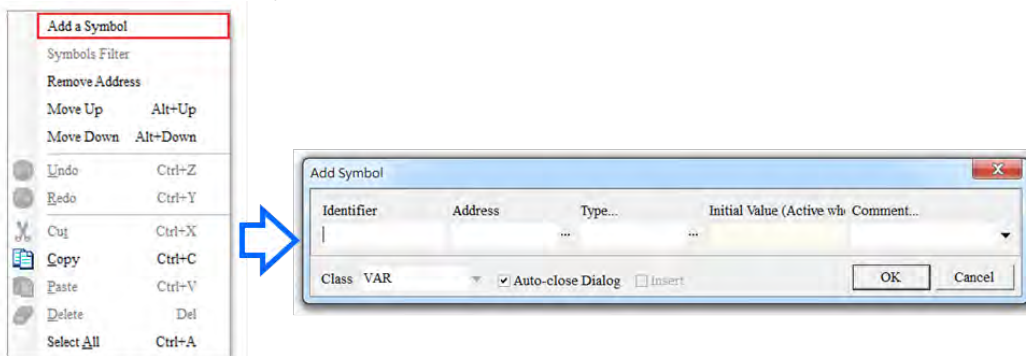 Add a Symbol
Symbols Filter
Remove Address
Move Up Alt+Up
Move Down Alt+Down
Undo Ctrl+Z
Redo Ctrl+Y
Cut Ctrl+X
Copy Ctrl+C
Paste Ctrl+V
Delete Del
Select All Ctrl+A
Add Symbol
Identifier Address Type... Initial Value (Active wh Comment...
... ...
Class VAR Auto-close Dialog Insert OK Cancel